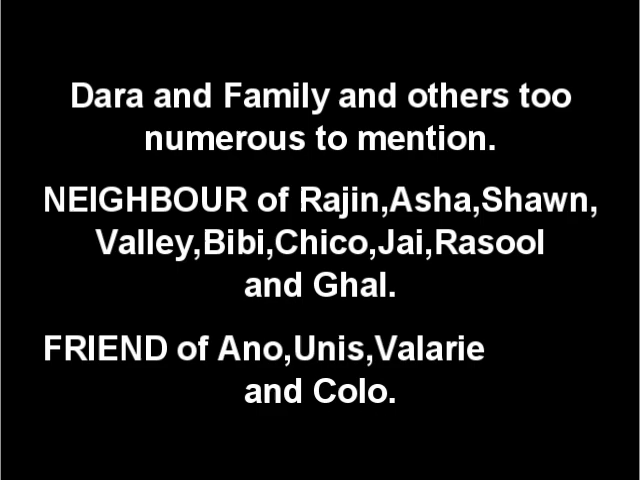 Dara and Family and others too
numerous to mention.
NEIGHBOUR of Rajin,Asha,Shawn,
Valley,Bibi,Chico,Jai,Rasool
and Ghal.
FRIEND of Ano,Unis,Valarie
and Colo.